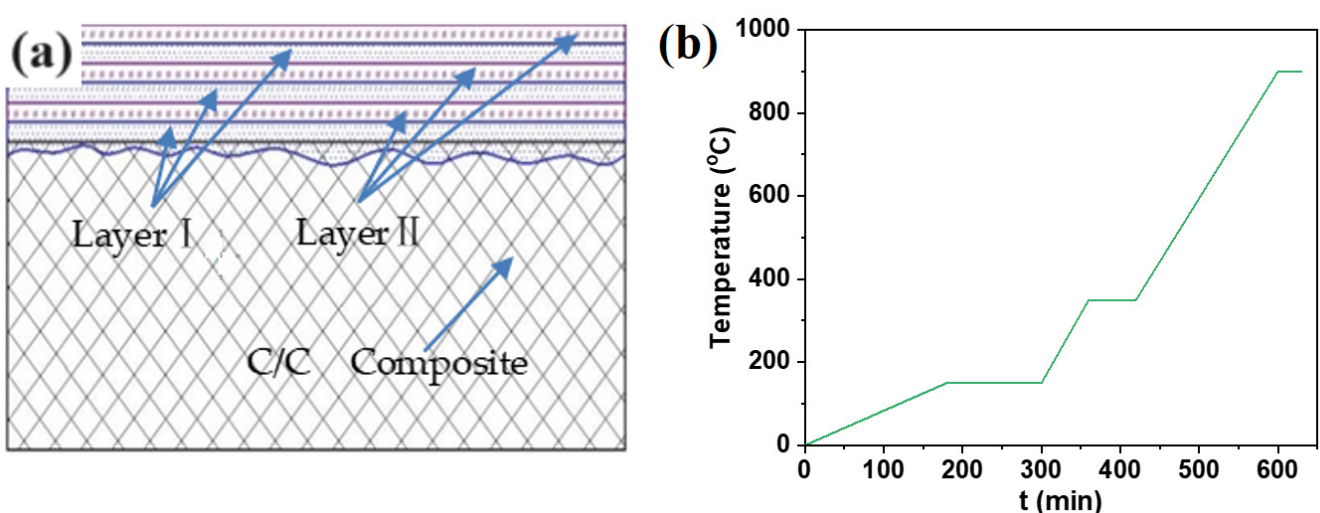 (a)
Layer Ⅰ
Layer Ⅱ
C/C Composite
(b)
1000
800
600
400
200
0
Temperature (ºC)
0 100 200 300 400 500 600
t (min)